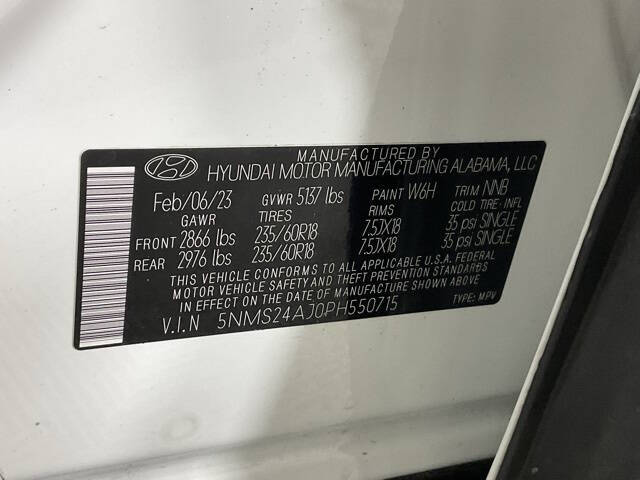 MANUFACTURED BY
HYUNDAI MOTOR MANUFACTURING ALABAMA, LLC
Feb/06/23 GVWR 5137 lbs PAINT W6H TRIM NNB
GAWR TIRES RIMS COLD TIRE-INFL
FRONT 2866 lbs 235/60R18 7.5JX18 35 psi SINGLE
REAR 2976 lbs 235/60R18 7.5JX18 35 psi SINGLE
THIS VEHICLE CONFORMS TO ALL APPLICABLE U.S.A. FEDERAL
MOTOR VEHICLE SAFETY AND THEFT PREVENTION STANDARDS
IN EFFECT ON THE DATE OF MANUFACTURE SHOWN ABOVE.
V.I.N 5NMS24AJ0PH550715 TYPE: MPV